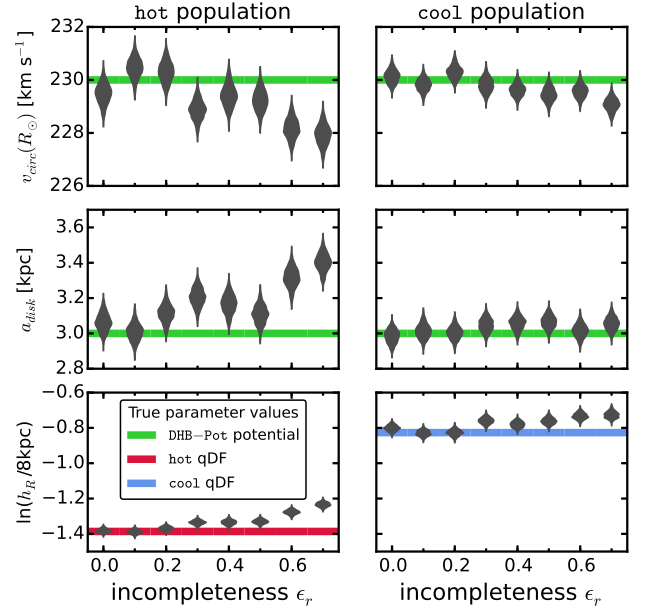 hot population
cool population
v_circ(R_⊙) [km s⁻¹]
232
230
228
226
a_disk [kpc]
3.6
3.4
3.2
3.0
2.8
ln(h_R/8kpc)
−0.6
−0.8
−1.0
−1.2
−1.4
True parameter values
DHB−Pot potential
hot qDF
cool qDF
0.0 0.2 0.4 0.6
0.0 0.2 0.4 0.6
incompleteness ϵ_r
incompleteness ϵ_r